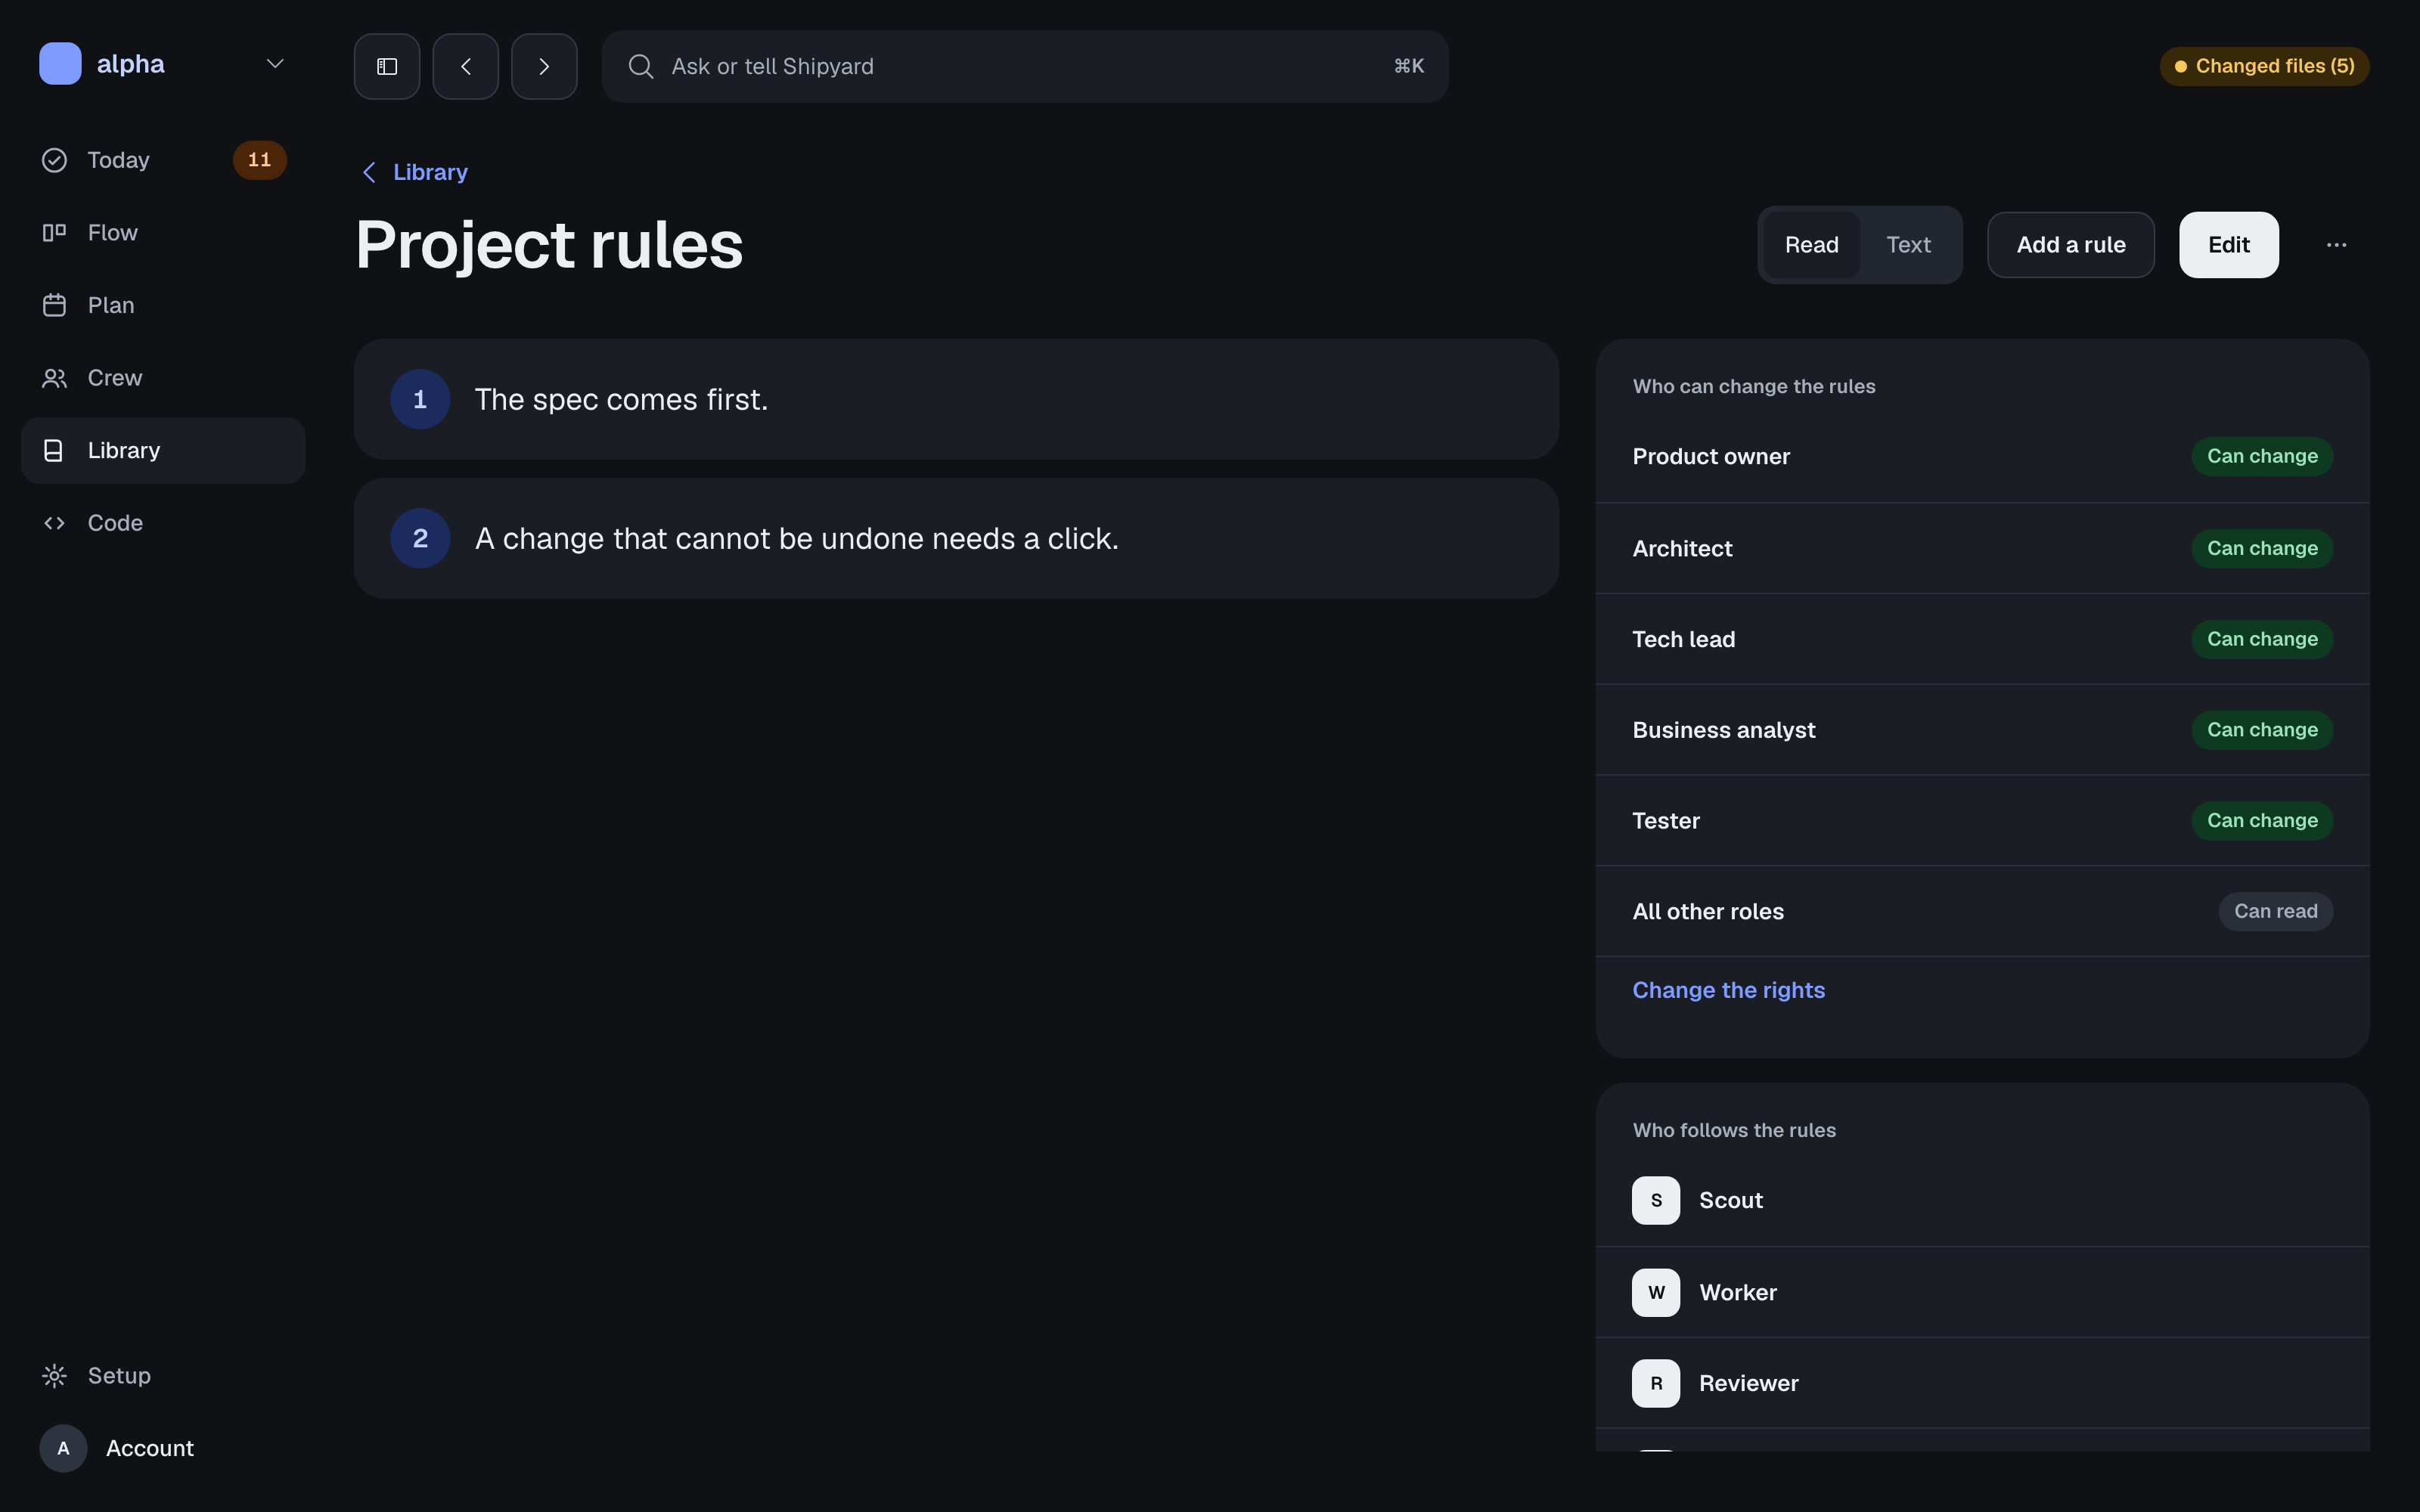 alpha
Ask or tell Shipyard ⌘K
Changed files (5)
Today 11
Flow
Plan
Crew
Library
Code
Setup
A Account
Library
Project rules
Read Text Add a rule Edit
1 The spec comes first.
2 A change that cannot be undone needs a click.
Who can change the rules
Product owner Can change
Architect Can change
Tech lead Can change
Business analyst Can change
Tester Can change
All other roles Can read
Change the rights
Who follows the rules
S Scout
W Worker
R Reviewer